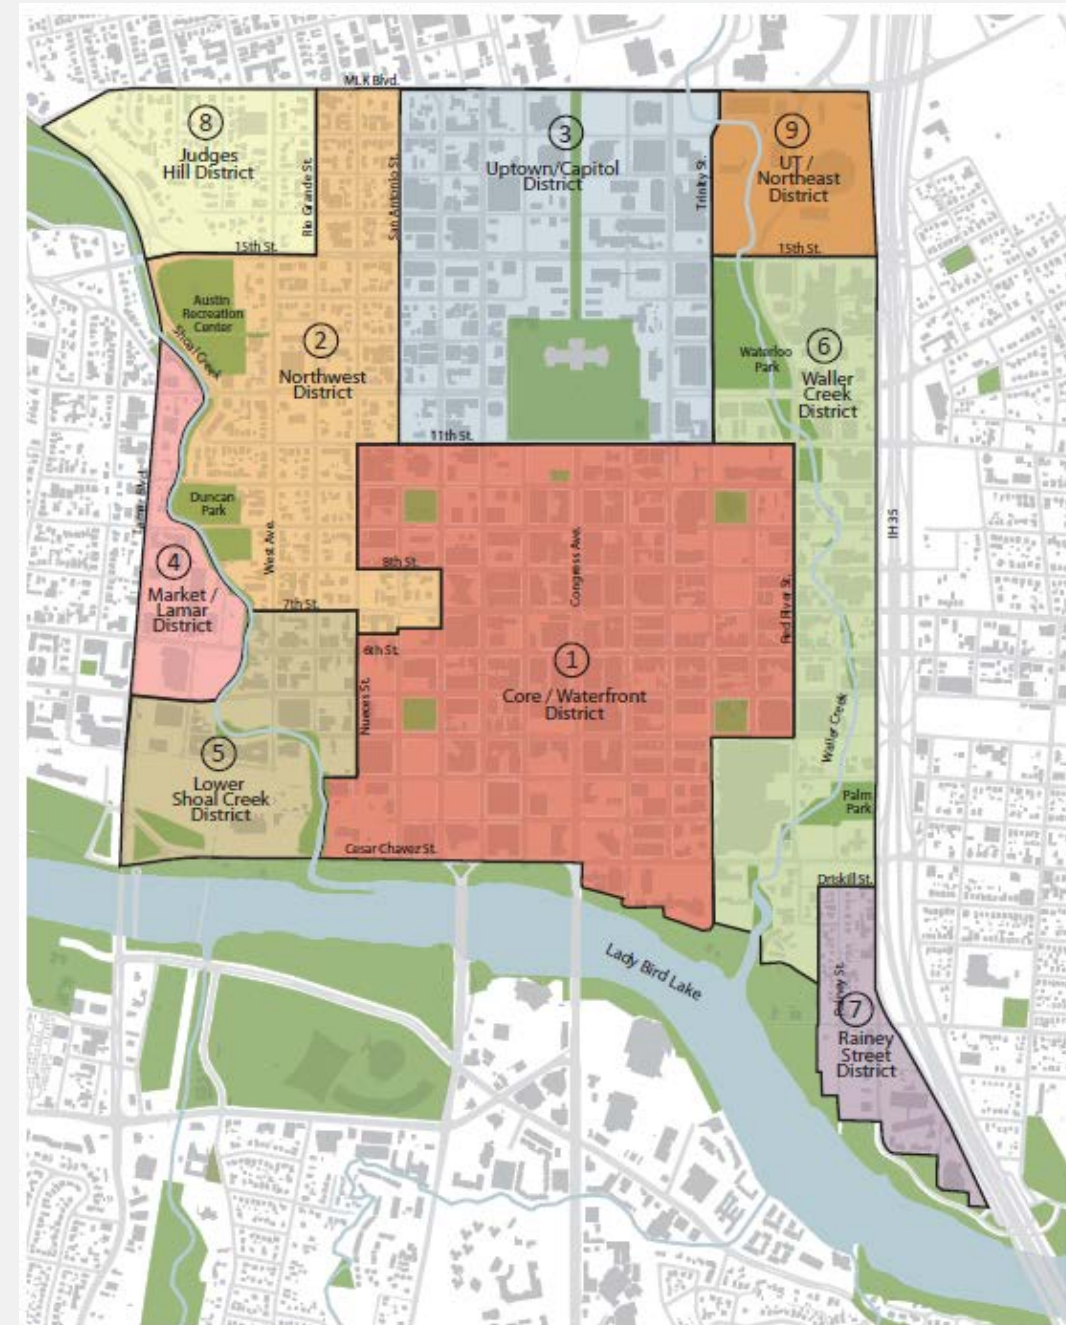 MLK Blvd.
8
Judges
Hill District
Rio Grande St.
San Antonio St.
3
Uptown/Capitol
District
Trinity St.
9
UT /
Northeast
District
15th St.
15th St.
Austin
Recreation
Center
Shoal Creek
2
Northwest
District
Waterloo
Park
6
Waller
Creek
District
11th St.
Lamar Blvd.
Duncan
Park
West Ave.
4
Market /
Lamar
District
8th St.
7th St.
6th St.
Congress Ave.
Red River St.
IH 35
1
Core / Waterfront
District
Nueces St.
5
Lower
Shoal Creek
District
Waller Creek
Palm
Park
Cesar Chavez St.
Driskill St.
Lady Bird Lake
Rainey St.
7
Rainey
Street
District